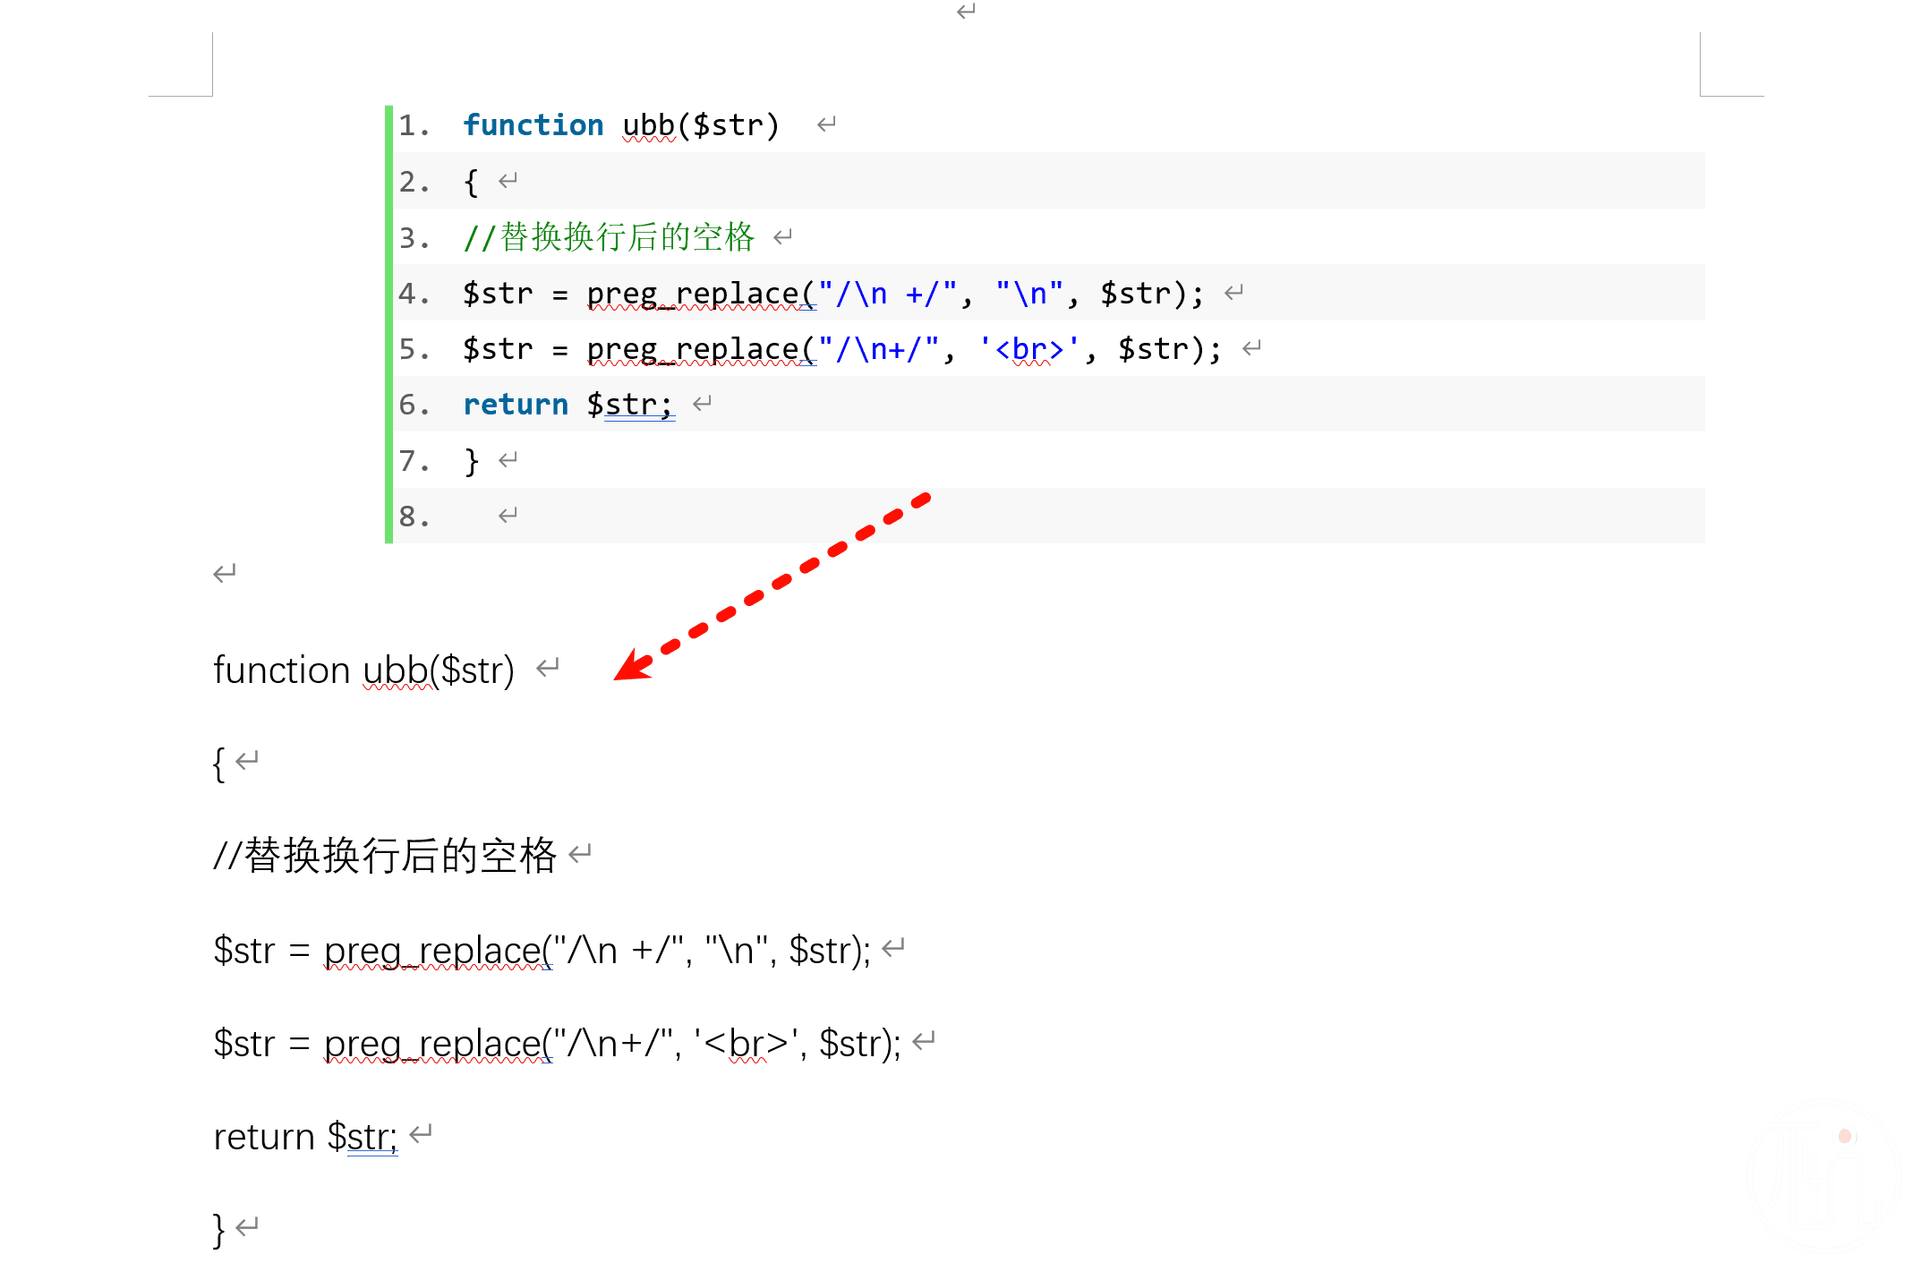 1. function ubb($str)
2. {
3. //替换换行后的空格
4. $str = preg_replace("/\n +/", "\n", $str);
5. $str = preg_replace("/\n+/", '<br>', $str);
6. return $str;
7. }
8.
function ubb($str)
{
//替换换行后的空格
$str = preg_replace("/\n +/", "\n", $str);
$str = preg_replace("/\n+/", '<br>', $str);
return $str;
}